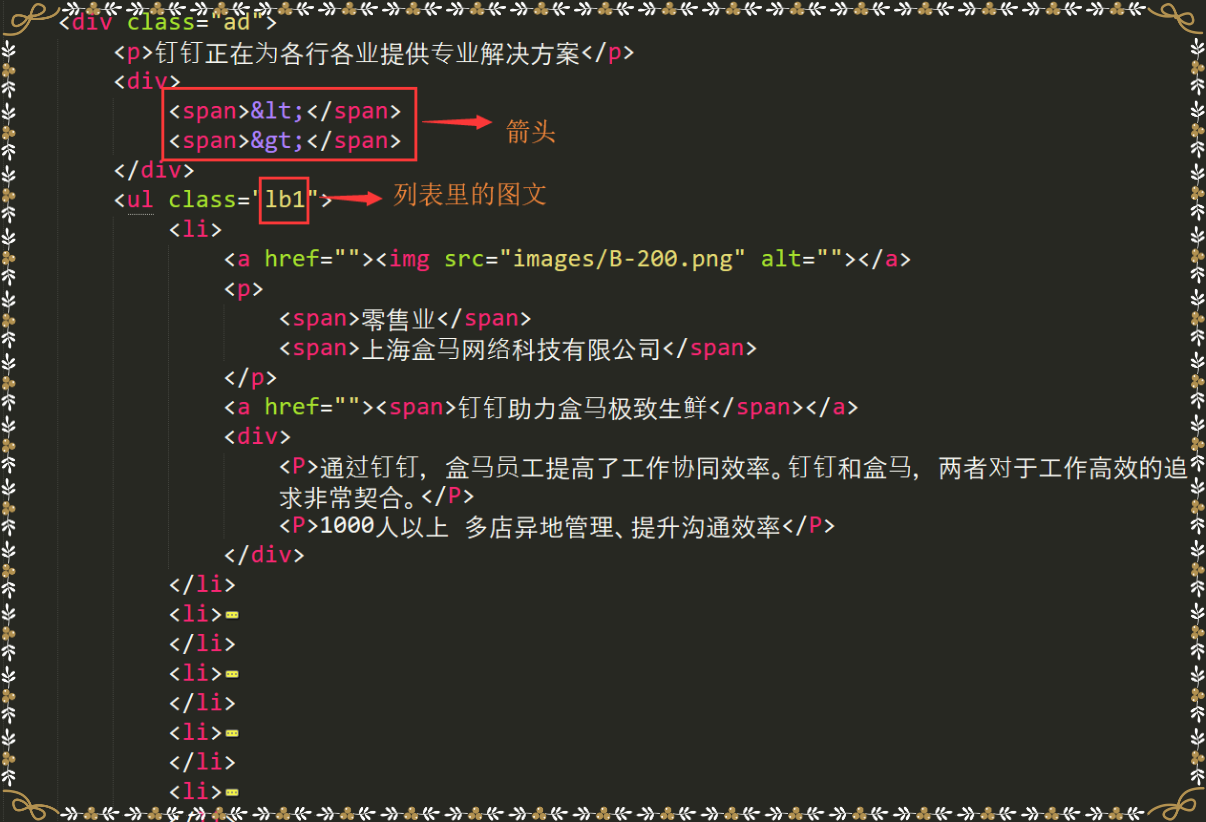 <div class="ad">
<p>钉钉正在为各行各业提供专业解决方案</p>
<div>
<span>&lt;</span>
<span>&gt;</span>
箭头
</div>
<ul class="lb1">
列表里的图文
<li>
<a href=""><img src="images/B-200.png" alt=""></a>
<p>
<span>零售业</span>
<span>上海盒马网络科技有限公司</span>
</p>
<a href=""><span>钉钉助力盒马极致生鲜</span></a>
<div>
<P>通过钉钉, 盒马员工提高了工作协同效率。钉钉和盒马, 两者对于工作高效的追
求非常契合。</P>
<P>1000人以上 多店异地管理、提升沟通效率</P>
</div>
</li>
<li>
</li>
<li>
</li>
<li>
</li>
<li>